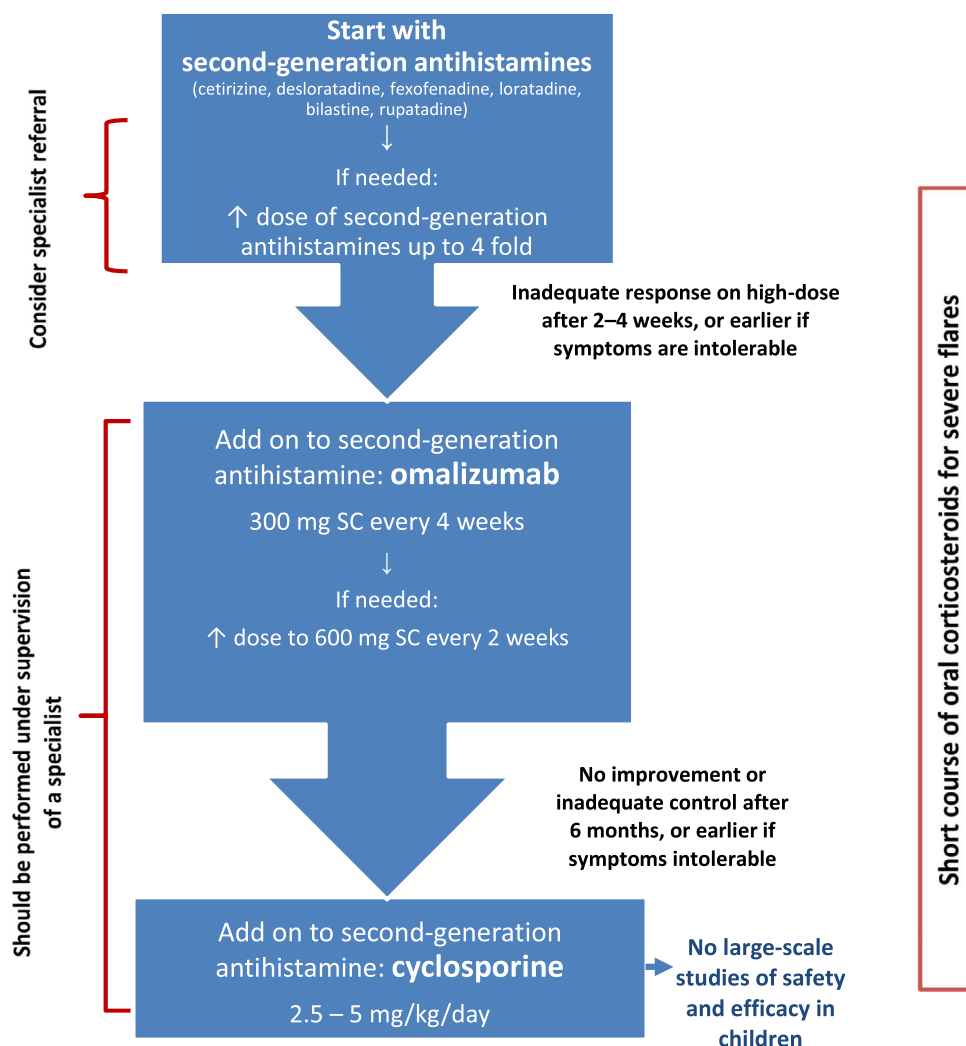 Start with
second-generation antihistamines
(cetirizine, desloratadine, fexofenadine, loratadine,
bilastine, rupatadine)
↓
If needed:
↑ dose of second-generation
antihistamines up to 4 fold
Consider specialist referral
Inadequate response on high-dose
after 2–4 weeks, or earlier if
symptoms are intolerable
Add on to second-generation
antihistamine: omalizumab
300 mg SC every 4 weeks
↓
If needed:
↑ dose to 600 mg SC every 2 weeks
Should be performed under supervision
of a specialist
No improvement or
inadequate control after
6 months, or earlier if
symptoms intolerable
Add on to second-generation
antihistamine: cyclosporine
2.5 – 5 mg/kg/day
No large-scale
studies of safety
and efficacy in
children
Short course of oral corticosteroids for severe flares